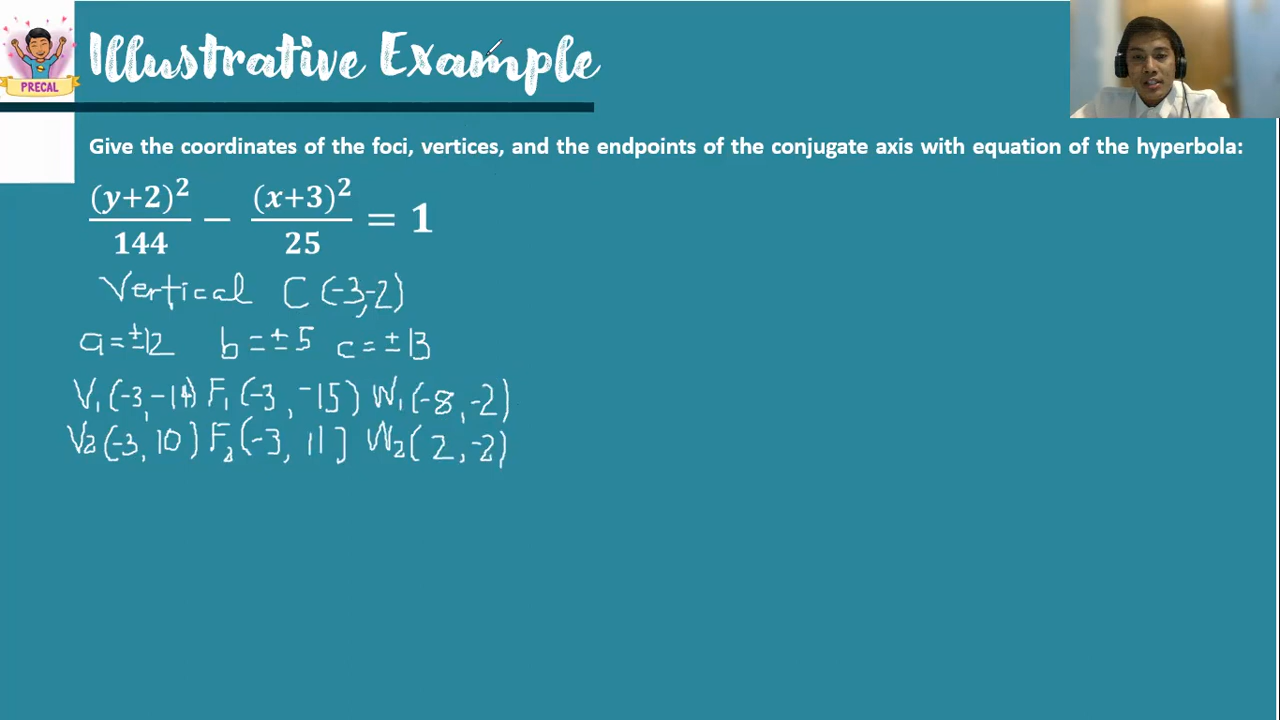 PRECAL
Illustrative Example
Give the coordinates of the foci, vertices, and the endpoints of the conjugate axis with equation of the hyperbola:
(y+2)²/144 − (x+3)²/25 = 1
Vertical C (-3,-2)
a=±12 b=±5 c=±13
V₁(-3,-14) F₁(-3,-15) W₁(-8,-2)
V₂(-3,10) F₂(-3,11] W₂(2,-2)